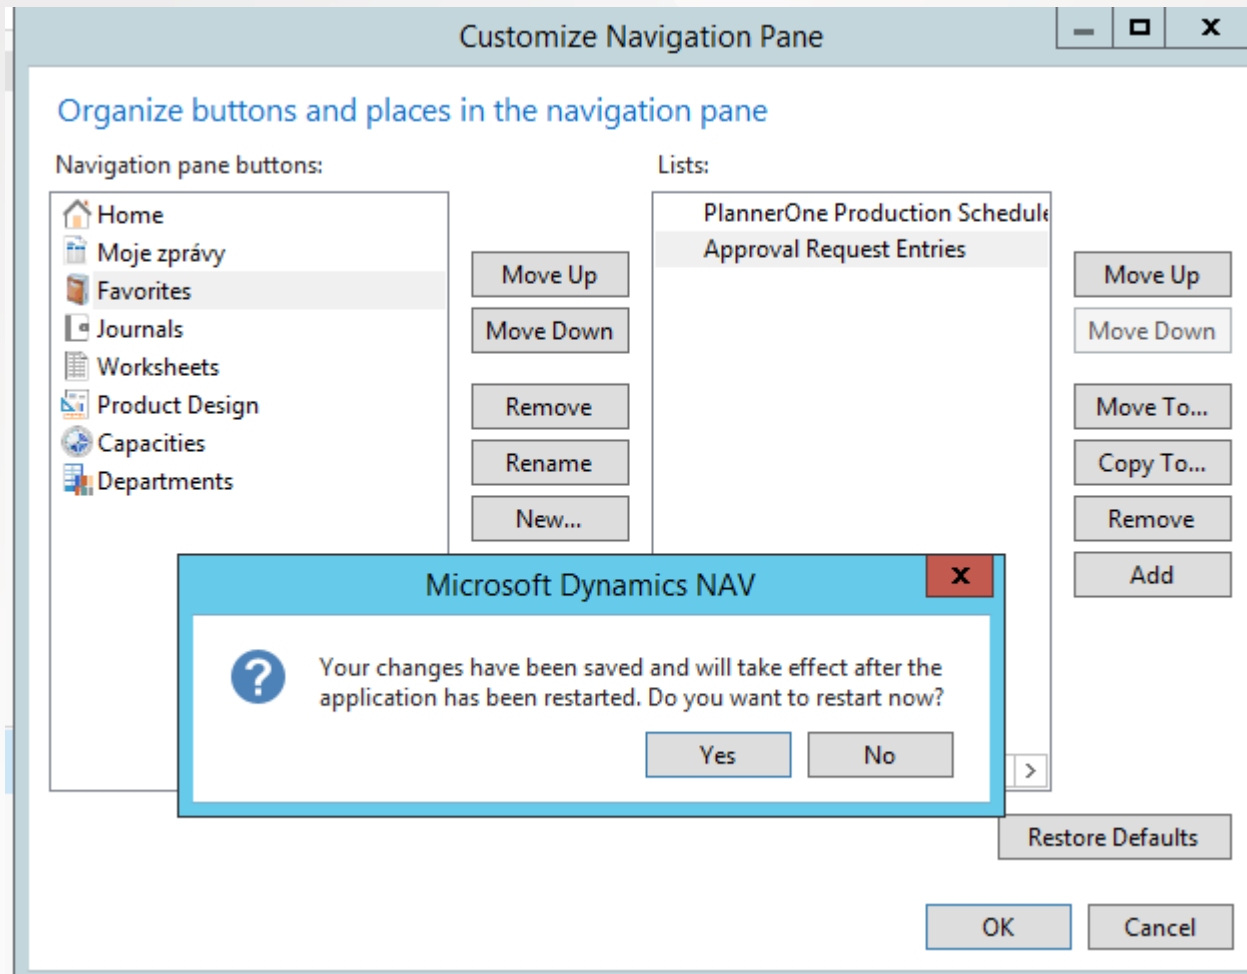 Customize Navigation Pane
Organize buttons and places in the navigation pane
Navigation pane buttons:
Lists:
Home
Moje zprávy
Favorites
Journals
Worksheets
Product Design
Capacities
Departments
Move Up
Move Down
Remove
Rename
New...
PlannerOne Production Schedule
Approval Request Entries
Move Up
Move Down
Move To...
Copy To...
Remove
Add
Microsoft Dynamics NAV
Your changes have been saved and will take effect after the
application has been restarted. Do you want to restart now?
Yes
No
Restore Defaults
OK
Cancel